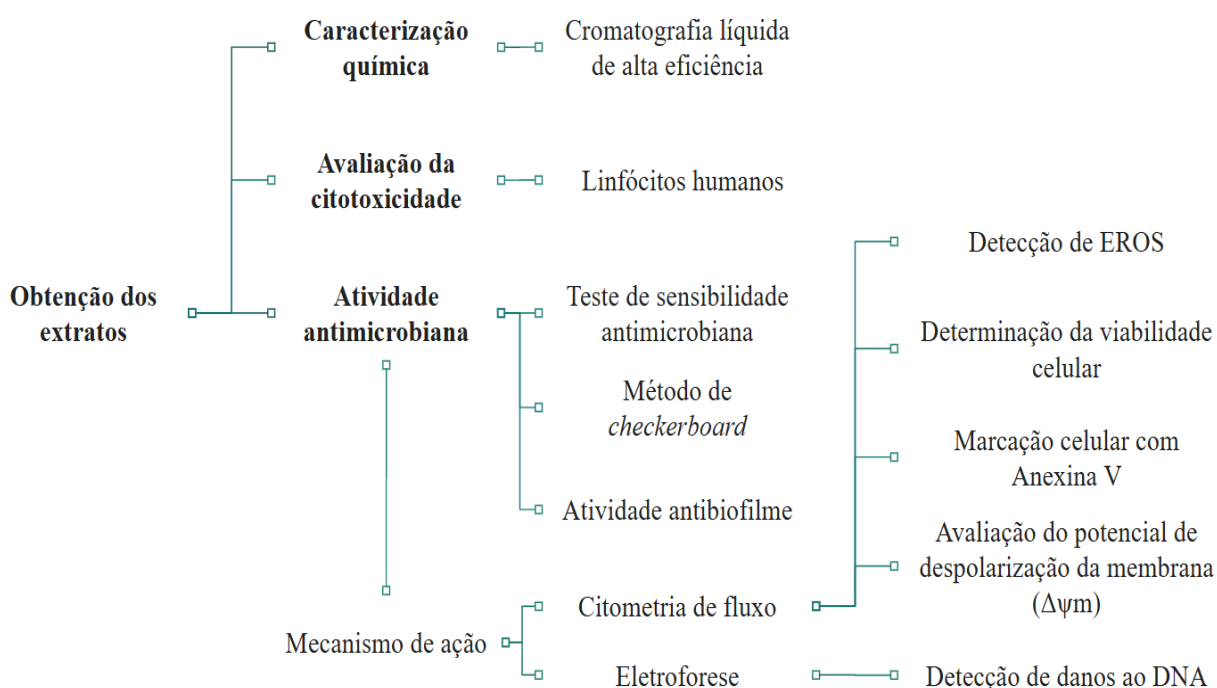 Caracterização
química
Cromatografia líquida
de alta eficiência
Avaliação da
citotoxicidade
Linfócitos humanos
Obtenção dos
extratos
Atividade
antimicrobiana
Teste de sensibilidade
antimicrobiana
Método de
checkerboard
Atividade antibiofilme
Mecanismo de ação
Citometria de fluxo
Detecção de EROS
Determinação da viabilidade
celular
Marcação celular com
Anexina V
Avaliação do potencial de
despolarização da membrana
(Δψm)
Eletroforese
Detecção de danos ao DNA